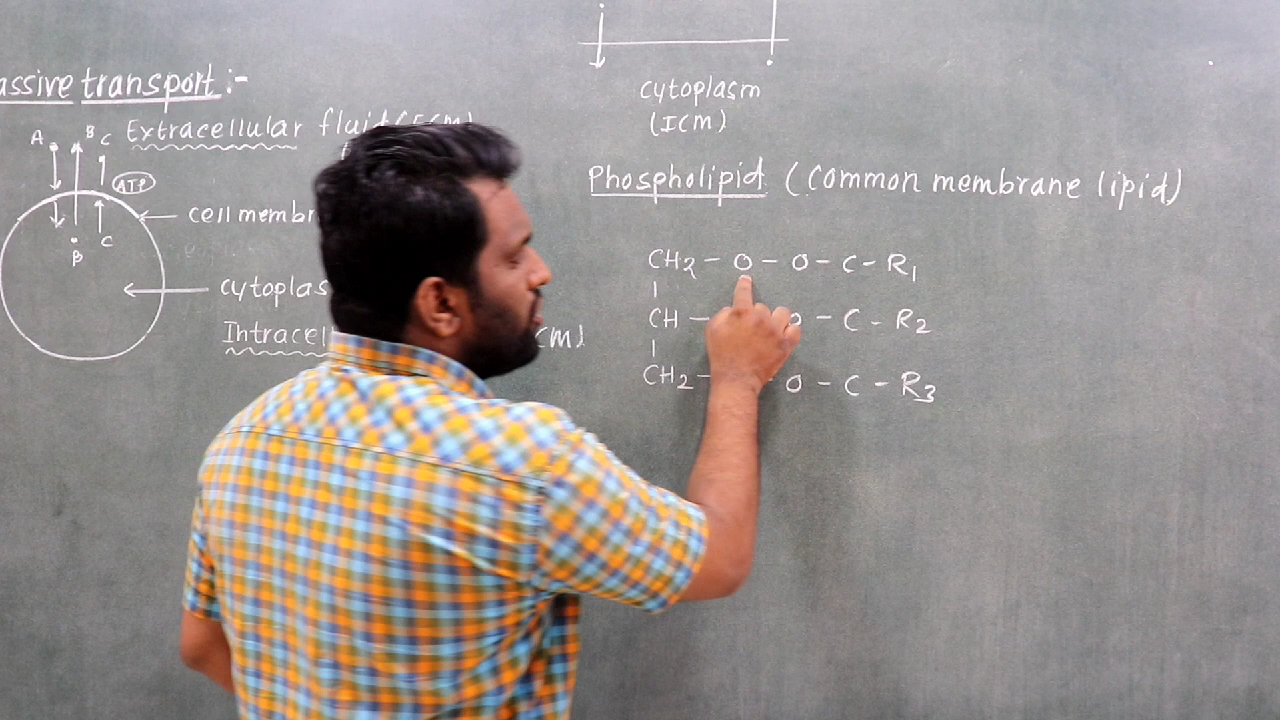 assive transport :-
A B C Extracellular fluid (ECM)
ATP
cell membr
B C
cytoplas
Intracell CM)
cytoplasm
(ICM)
Phospholipid (Common membrane lipid)
CH2 - O - O - C - R1
CH - O - C - R2
CH2 - O - C - R3